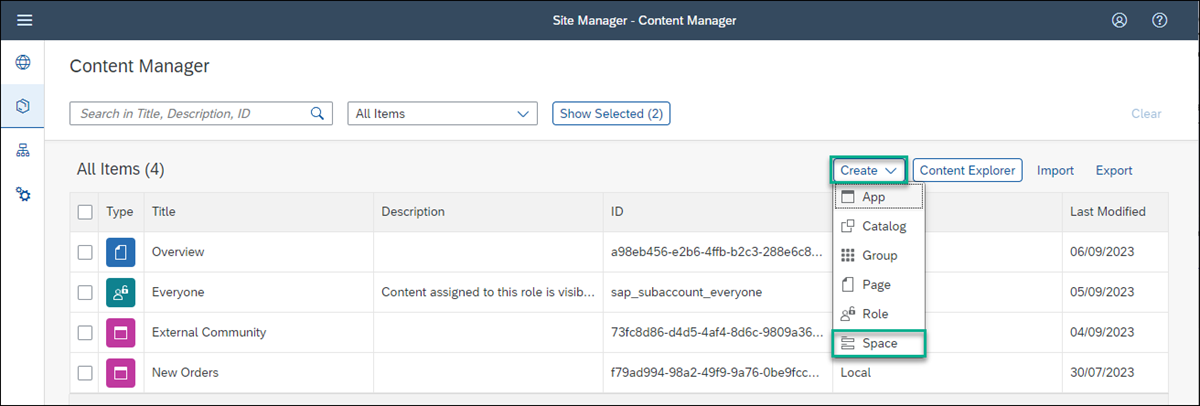 Site Manager - Content Manager
Content Manager
Search in Title, Description, ID All Items Show Selected (2) Clear
All Items (4) Create Content Explorer Import Export
Type Title Description ID Last Modified
App
Catalog
Group
Page
Role
Space
Overview a98eb456-e2b6-4ffb-b2c3-288e6c8... 06/09/2023
Everyone Content assigned to this role is visib... sap_subaccount_everyone 05/09/2023
External Community 73fc8d86-d4d5-4af4-8d6c-9809a36... 04/09/2023
New Orders f79ad994-98a2-49f9-9a76-0be9fcc... Local 30/07/2023